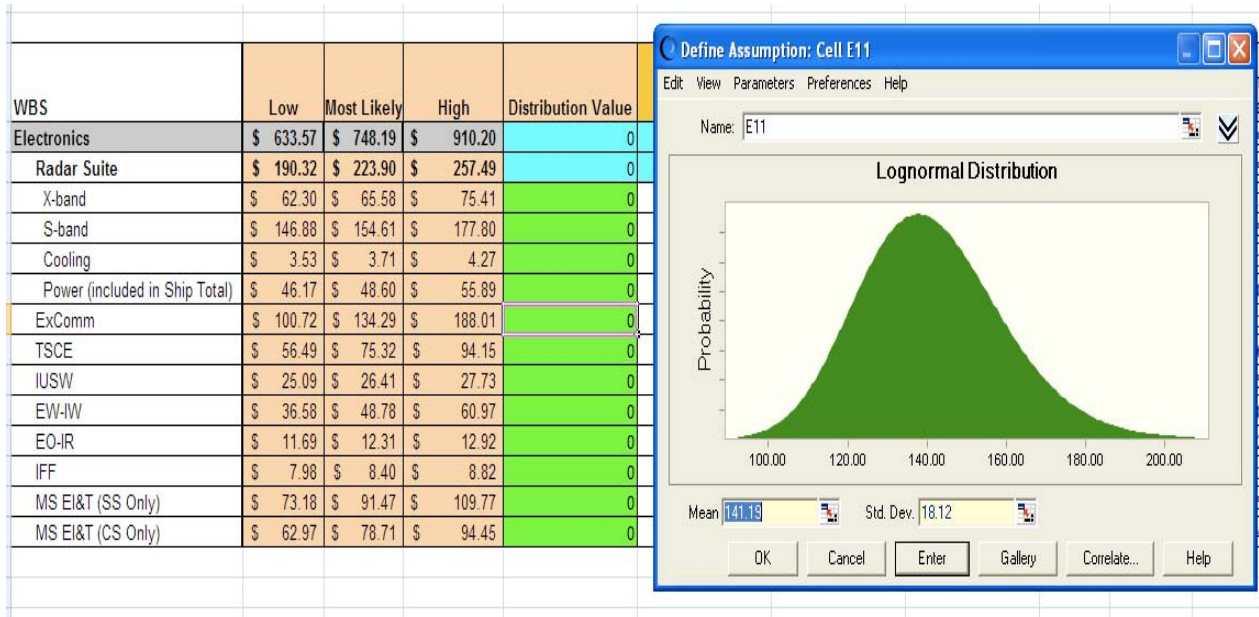 WBS Low Most Likely High Distribution Value
Electronics $ 633.57 $ 748.19 $ 910.20 0
Radar Suite $ 190.32 $ 223.90 $ 257.49 0
X-band $ 62.30 $ 65.58 $ 75.41 0
S-band $ 146.88 $ 154.61 $ 177.80 0
Cooling $ 3.53 $ 3.71 $ 4.27 0
Power (included in Ship Total) $ 46.17 $ 48.60 $ 55.89 0
ExComm $ 100.72 $ 134.29 $ 188.01 0
TSCE $ 56.49 $ 75.32 $ 94.15 0
IUSW $ 25.09 $ 26.41 $ 27.73 0
EW-IW $ 36.58 $ 48.78 $ 60.97 0
EO-IR $ 11.69 $ 12.31 $ 12.92 0
IFF $ 7.98 $ 8.40 $ 8.82 0
MS EI&T (SS Only) $ 73.18 $ 91.47 $ 109.77 0
MS EI&T (CS Only) $ 62.97 $ 78.71 $ 94.45 0
Define Assumption: Cell E11
Edit View Parameters Preferences Help
Name: E11
Lognormal Distribution
Probability
100.00 120.00 140.00 160.00 180.00 200.00
Mean 141.19 Std. Dev. 18.12
OK Cancel Enter Gallery Correlate... Help